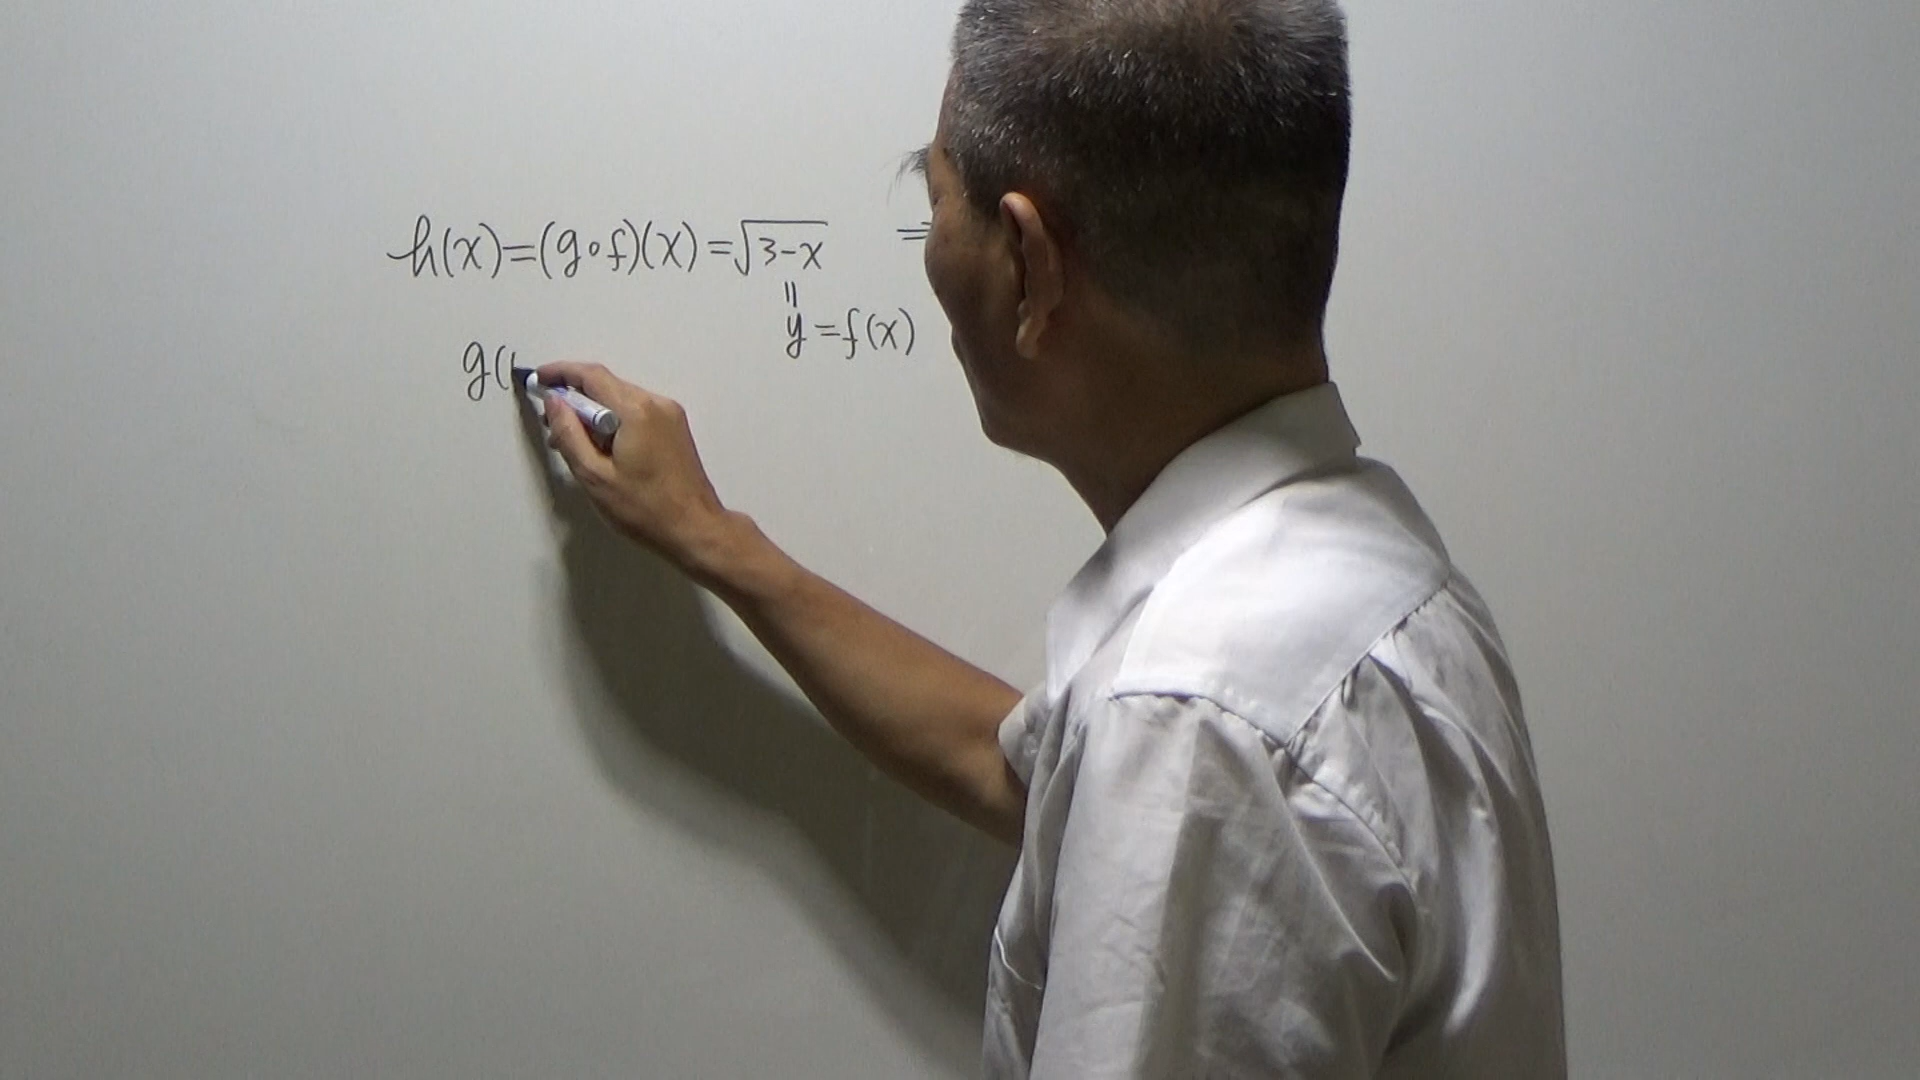 h(x)=(g∘f)(x)=√(3-x) =
॥
y=f(x)
g(